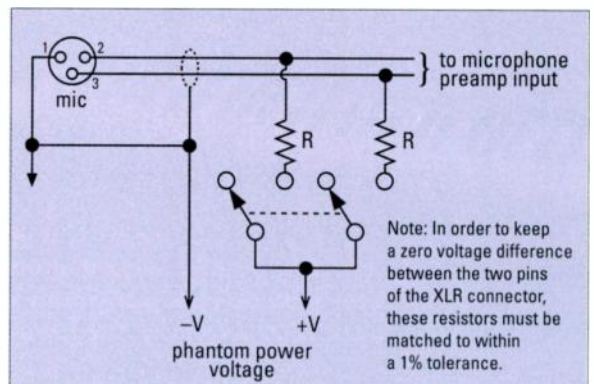 1
2
3
mic
to microphone
preamp input
R
R
–V
+V
phantom power
voltage
Note: In order to keep
a zero voltage difference
between the two pins
of the XLR connector,
these resistors must be
matched to within
a 1% tolerance.